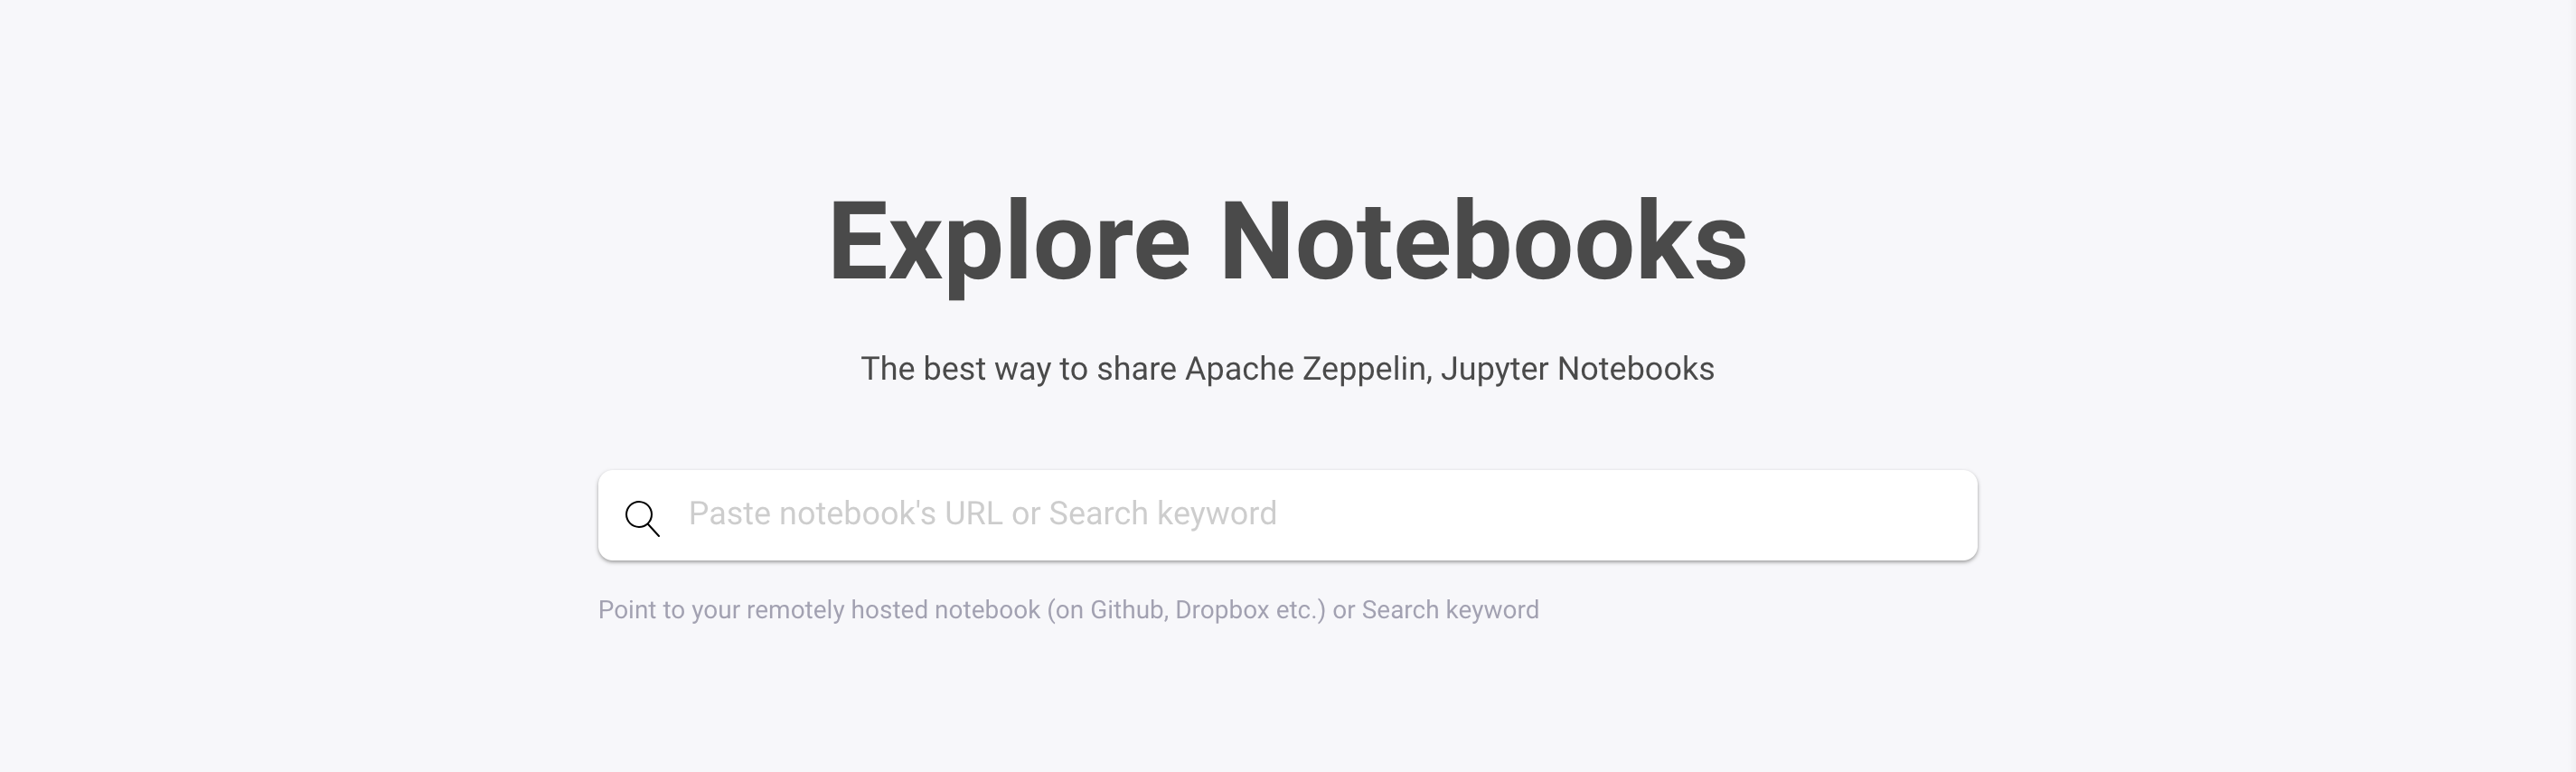 Explore Notebooks
The best way to share Apache Zeppelin, Jupyter Notebooks
Paste notebook's URL or Search keyword
Point to your remotely hosted notebook (on Github, Dropbox etc.) or Search keyword